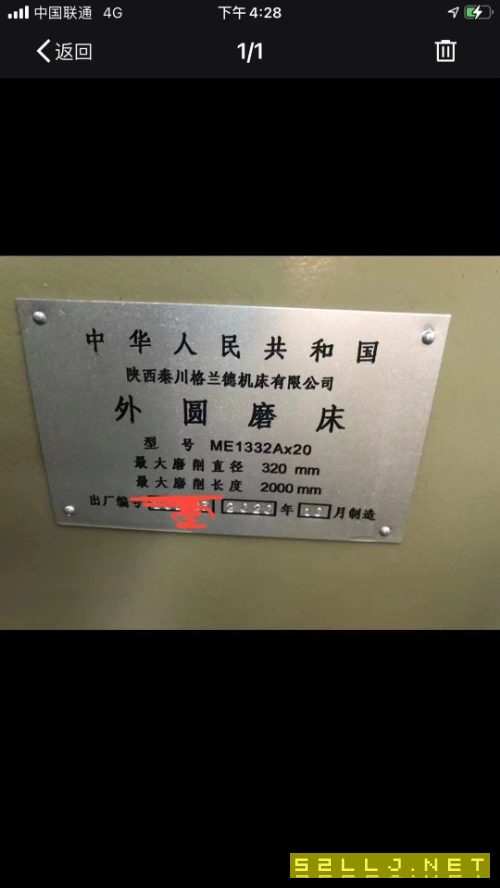 中国联通 4G 下午4:28
返回 1/1
中华人民共和国
陕西秦川格兰德机床有限公司
外圆磨床
型号 ME1332Ax20
最大磨削直径 320 mm
最大磨削长度 2000 mm
出厂编号 2020 年 月制造
52LLJ.NET